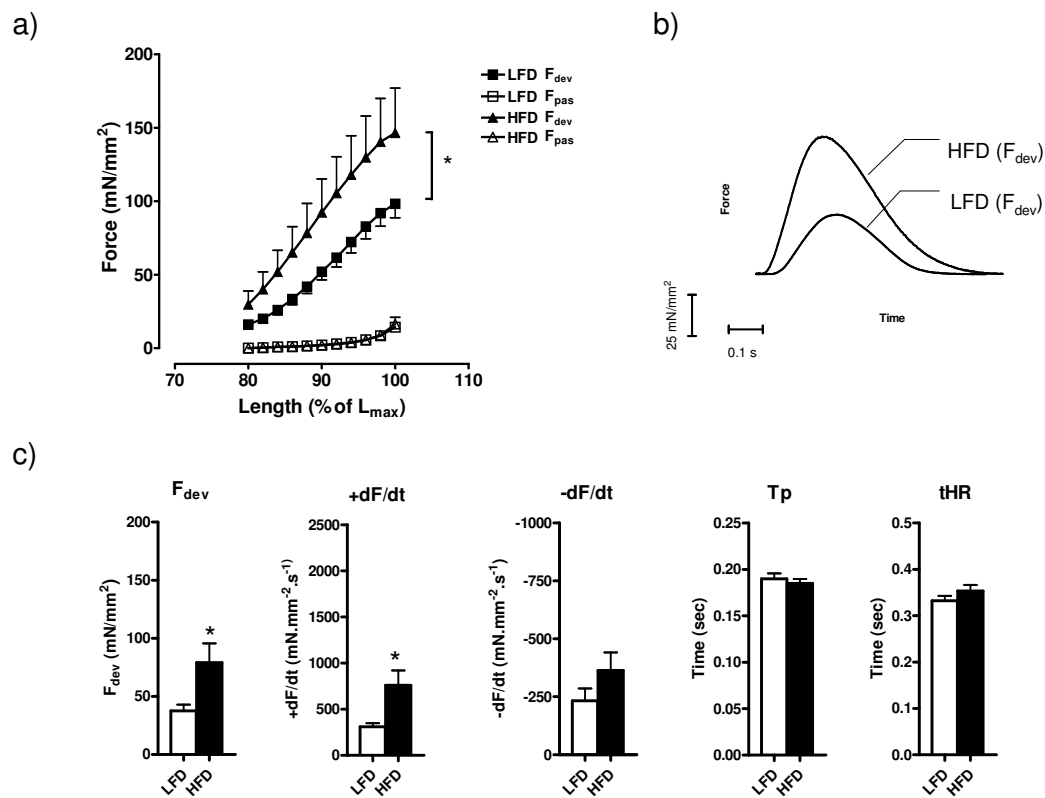 a)
200
150
100
50
0
Force (mN/mm²)
70 80 90 100 110
Length (% of Lmax)
LFD Fdev
LFD Fpas
HFD Fdev
HFD Fpas
*
b)
Force
HFD (Fdev)
LFD (Fdev)
25 mN/mm²
0.1 s
Time
c)
Fdev
200
150
100
50
0
Fdev (mN/mm²)
*
LFD HFD
+dF/dt
2500
2000
1500
1000
500
0
+dF/dt (mN.mm⁻².s⁻¹)
*
LFD HFD
-dF/dt
-1000
-750
-500
-250
0
-dF/dt (mN.mm⁻².s⁻¹)
LFD HFD
Tp
0.25
0.20
0.15
0.10
0.05
0.00
Time (sec)
LFD HFD
tHR
0.5
0.4
0.3
0.2
0.1
0.0
Time (sec)
LFD HFD